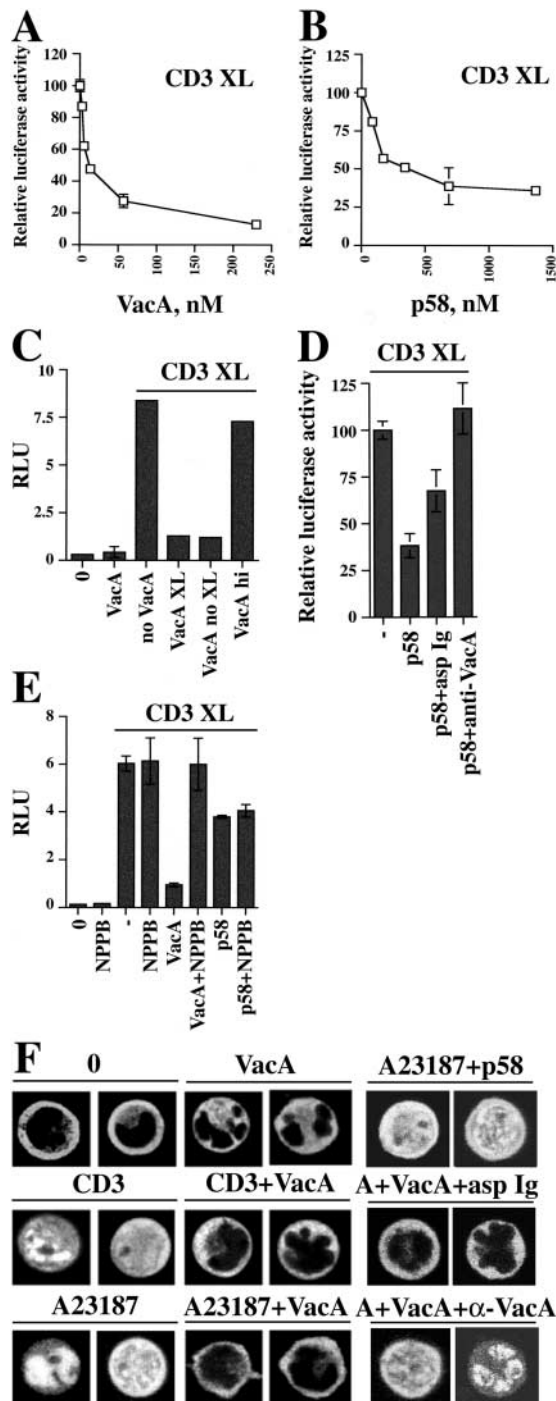 A
Relative luciferase activity
120
100
80
60
40
20
0
CD3 XL
0
50
100
150
200
250
VacA, nM
B
Relative luciferase activity
125
100
75
50
25
0
CD3 XL
0
500
1000
1500
p58, nM
C
CD3 XL
RLU
10
7.5
5
2.5
0
0
VacA
no VacA
VacA XL
VacA no XL
VacA hi
D
CD3 XL
Relative luciferase activity
125
100
75
50
25
0
-
p58
p58+asp Ig
p58+anti-VacA
E
CD3 XL
RLU
8
6
4
2
0
0
NPPB
-
NPPB
VacA
VacA+NPPB
p58
p58+NPPB
F
0
VacA
A23187+p58
CD3
CD3+VacA
A+VacA+asp Ig
A23187
A23187+VacA
A+VacA+α-VacA